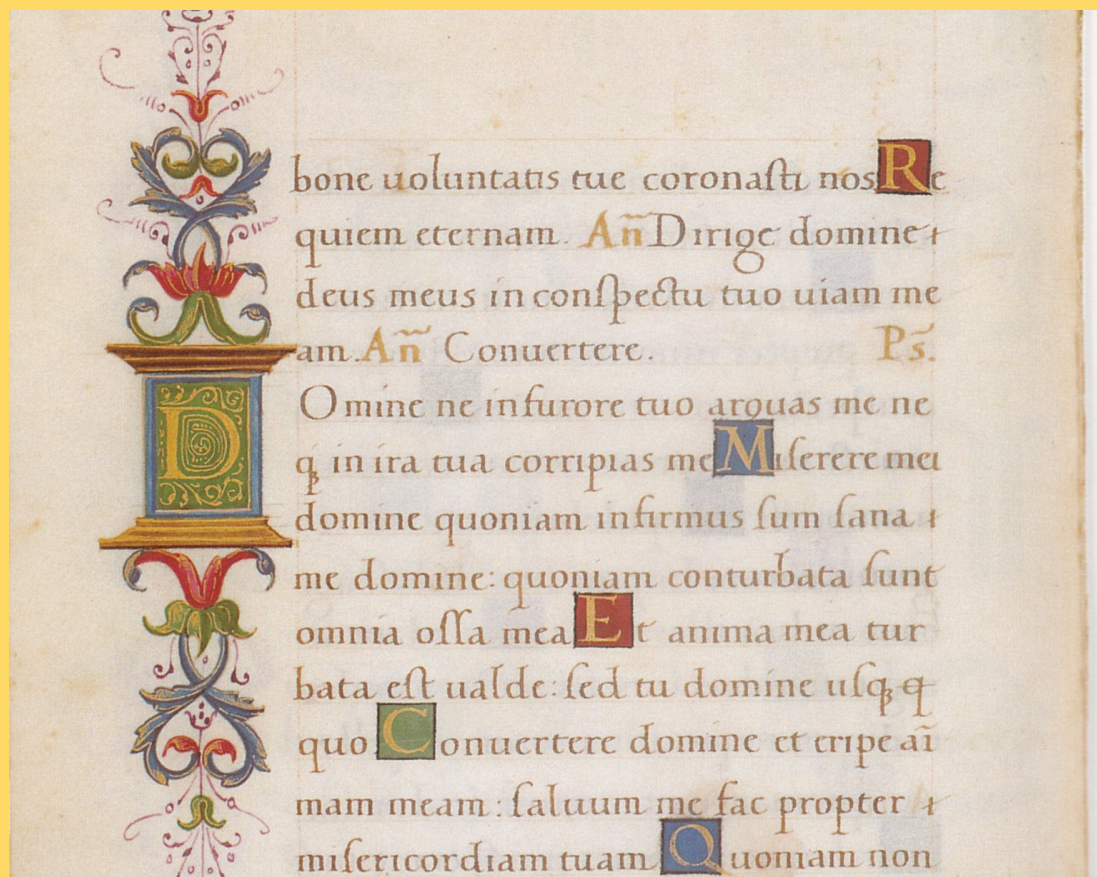 bone uoluntatis tue coronasti nos Re
quiem eternam. An̄ Dirige domine
deus meus in conspectu tuo uiam me
am. An̄ Conuertere. Ps.
DOmine ne in furore tuo arguas me ne
q̨ in ira tua corripias me Miserere mei
domine quoniam infirmus sum sana
me domine: quoniam conturbata sunt
omnia ossa mea Et anima mea tur
bata est ualde: sed tu domine usq̨
quo Conuertere domine et eripe aī
mam meam: saluum me fac propter
misericordiam tuam Quoniam non